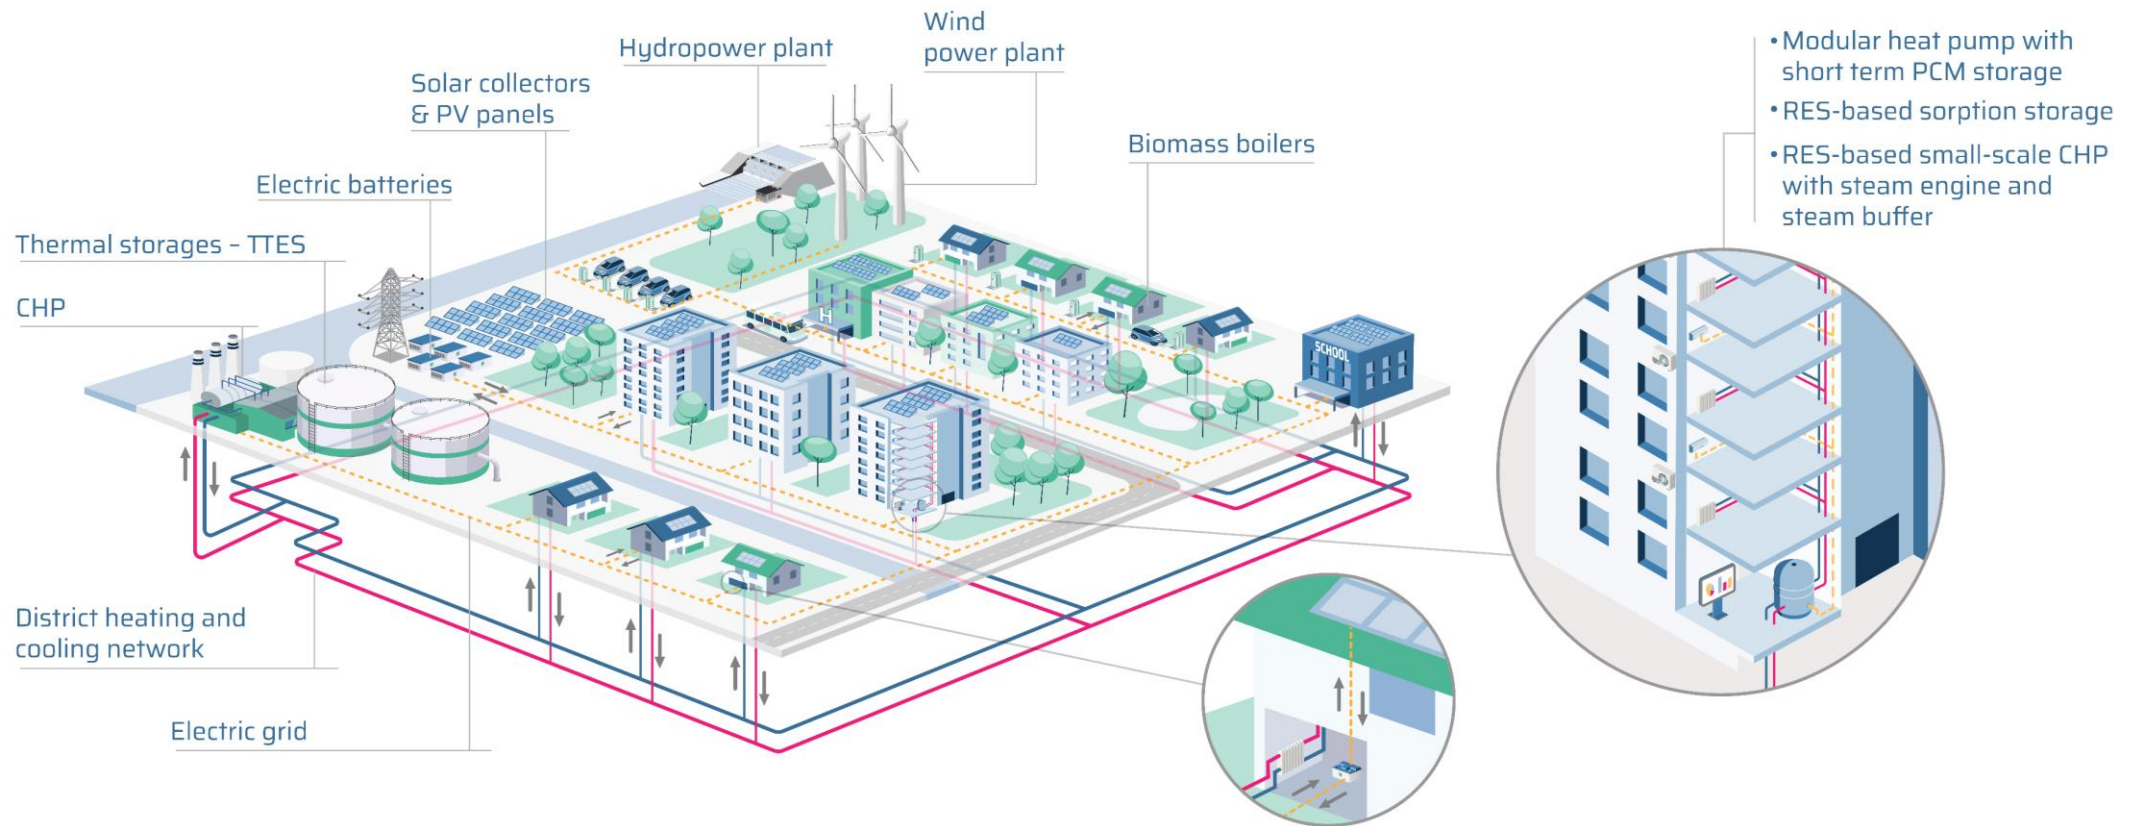 Wind
power plant
Hydropower plant
Solar collectors
& PV panels
Electric batteries
Thermal storages – TTES
CHP
Biomass boilers
• Modular heat pump with
short term PCM storage
• RES-based sorption storage
• RES-based small-scale CHP
with steam engine and
steam buffer
H
SCHOOL
District heating and
cooling network
Electric grid